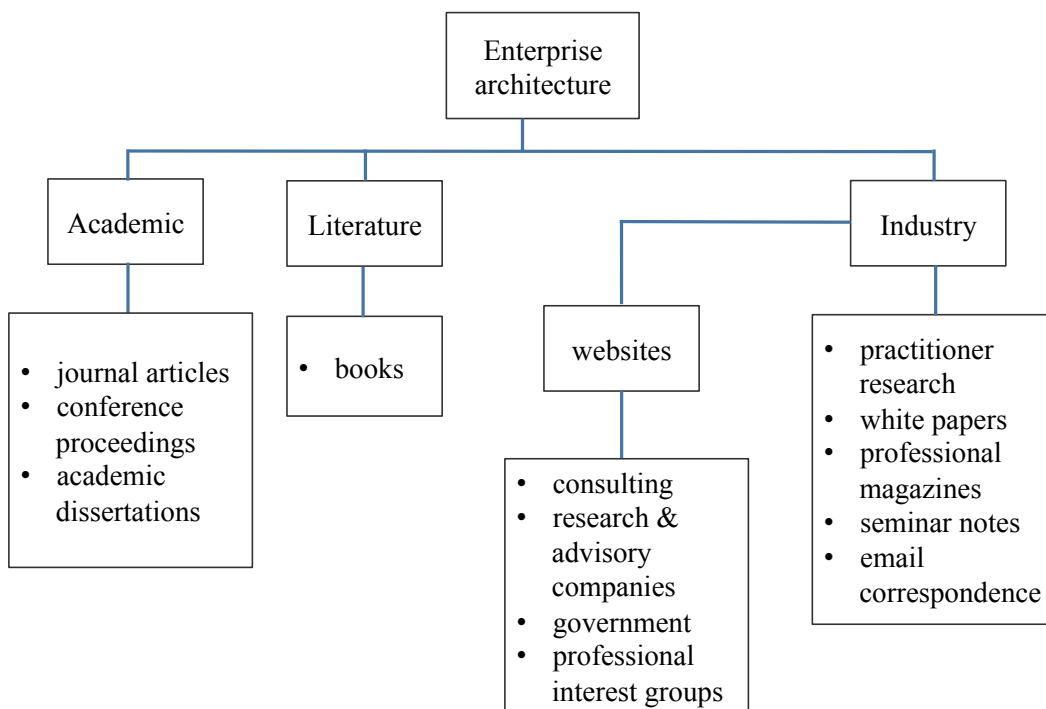 Enterprise
architecture
Academic
Literature
Industry
• journal articles
• conference
proceedings
• academic
dissertations
• books
websites
• consulting
• research &
advisory
companies
• government
• professional
interest groups
• practitioner
research
• white papers
• professional
magazines
• seminar notes
• email
correspondence